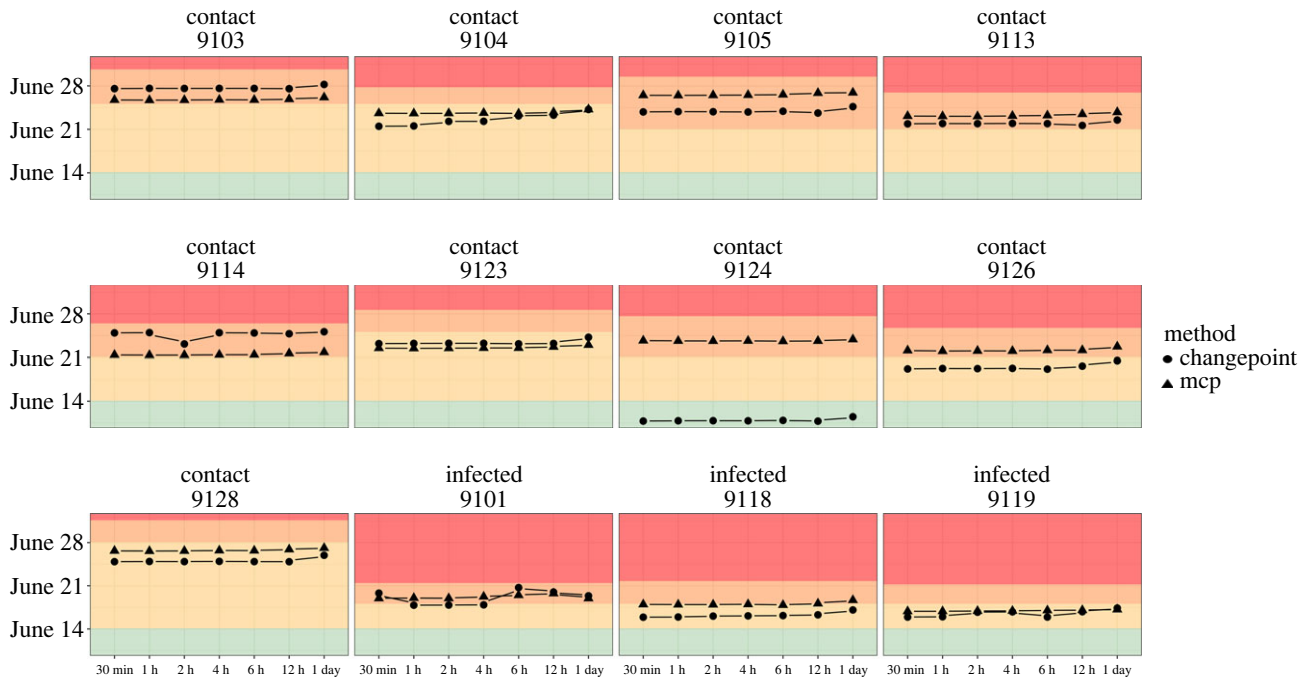 contact contact contact contact
9103 9104 9105 9113
June 28
June 21
June 14
contact contact contact contact
9114 9123 9124 9126
June 28
June 21
June 14
method
changepoint
mcp
contact infected infected infected
9128 9101 9118 9119
June 28
June 21
June 14
30 min 1 h 2 h 4 h 6 h 12 h 1 day 30 min 1 h 2 h 4 h 6 h 12 h 1 day 30 min 1 h 2 h 4 h 6 h 12 h 1 day 30 min 1 h 2 h 4 h 6 h 12 h 1 day